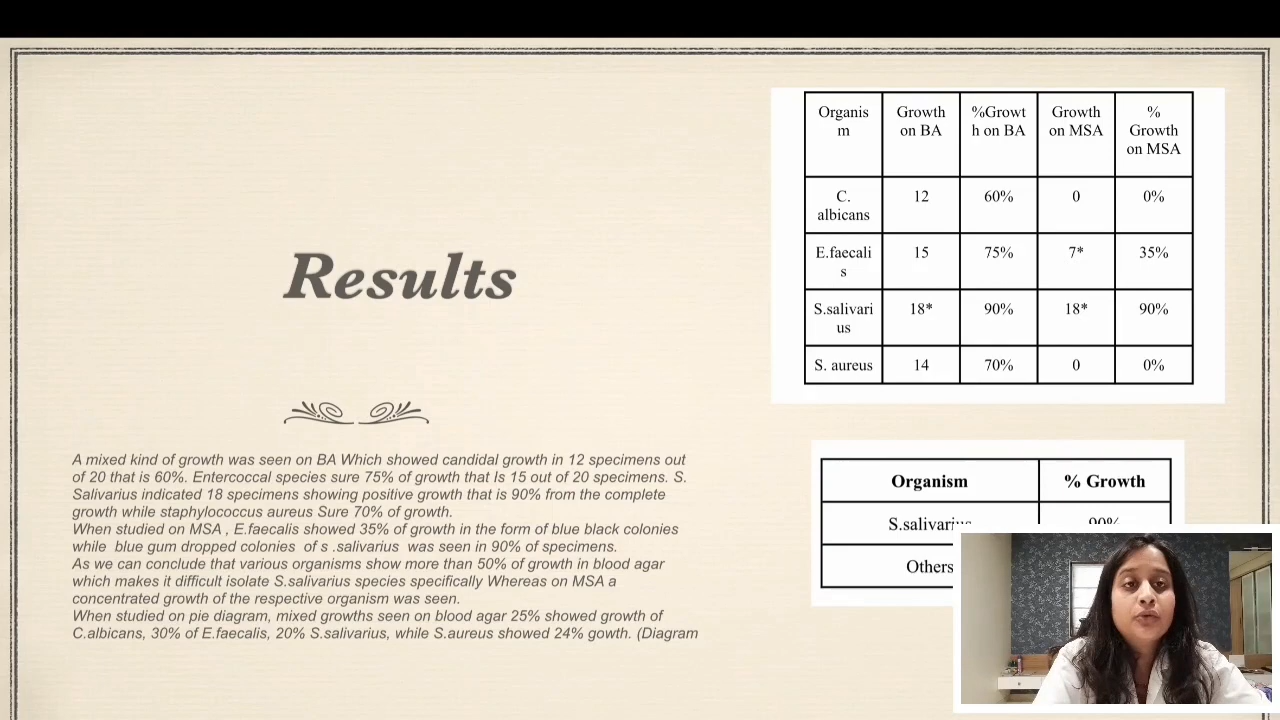 Results
A mixed kind of growth was seen on BA Which showed candidal growth in 12 specimens out
of 20 that is 60%. Entercoccal species sure 75% of growth that Is 15 out of 20 specimens. S.
Salivarius indicated 18 specimens showing positive growth that is 90% from the complete
growth while staphylococcus aureus Sure 70% of growth.
When studied on MSA , E.faecalis showed 35% of growth in the form of blue black colonies
while blue gum dropped colonies of s .salivarius was seen in 90% of specimens.
As we can conclude that various organisms show more than 50% of growth in blood agar
which makes it difficult isolate S.salivarius species specifically Whereas on MSA a
concentrated growth of the respective organism was seen.
When studied on pie diagram, mixed growths seen on blood agar 25% showed growth of
C.albicans, 30% of E.faecalis, 20% S.salivarius, while S.aureus showed 24% gowth. (Diagram
Organis Growth %Growt Growth %
m on BA h on BA on MSA Growth
on MSA
C. 12 60% 0 0%
albicans
E.faecali 15 75% 7* 35%
s
S.salivari 18* 90% 18* 90%
us
S. aureus 14 70% 0 0%
Organism % Growth
S.salivarius 90%
Others